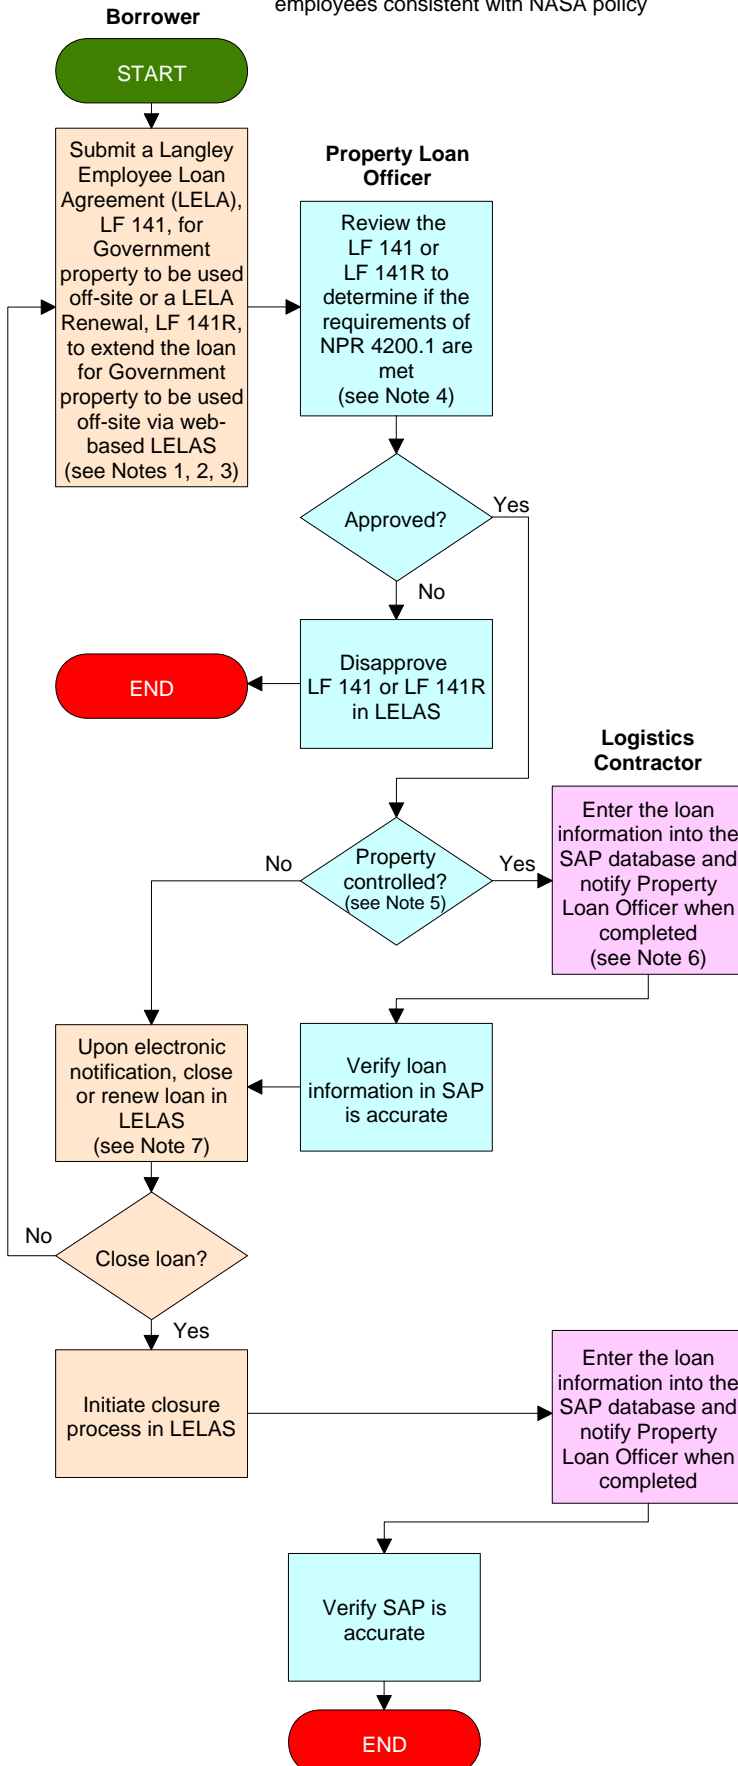 employees consistent with NASA policy
Borrower
START
Submit a Langley
Employee Loan
Agreement (LELA),
LF 141, for
Government
property to be used
off-site or a LELA
Renewal, LF 141R,
to extend the loan
for Government
property to be used
off-site via web-
based LELAS
(see Notes 1, 2, 3)
Property Loan
Officer
Review the
LF 141 or
LF 141R to
determine if the
requirements of
NPR 4200.1 are
met
(see Note 4)
Approved?
Yes
No
Disapprove
LF 141 or LF 141R
in LELAS
END
Logistics
Contractor
Property
controlled?
(see Note 5)
No
Yes
Enter the loan
information into the
SAP database and
notify Property
Loan Officer when
completed
(see Note 6)
Verify loan
information in SAP
is accurate
Upon electronic
notification, close
or renew loan in
LELAS
(see Note 7)
No
Close loan?
Yes
Initiate closure
process in LELAS
Enter the loan
information into the
SAP database and
notify Property
Loan Officer when
completed
Verify SAP is
accurate
END